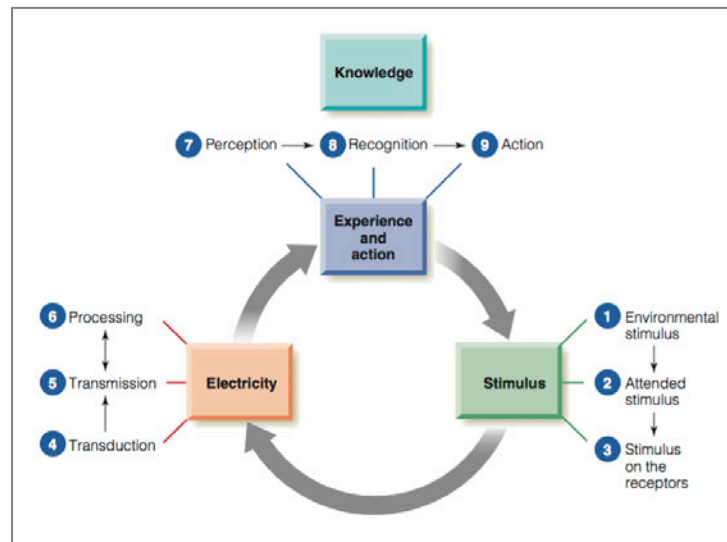 Knowledge
7 Perception 8 Recognition 9 Action
Experience
and
action
6 Processing
5 Transmission
4 Transduction
Electricity
Stimulus
1 Environmental
stimulus
2 Attended
stimulus
3 Stimulus
on the
receptors